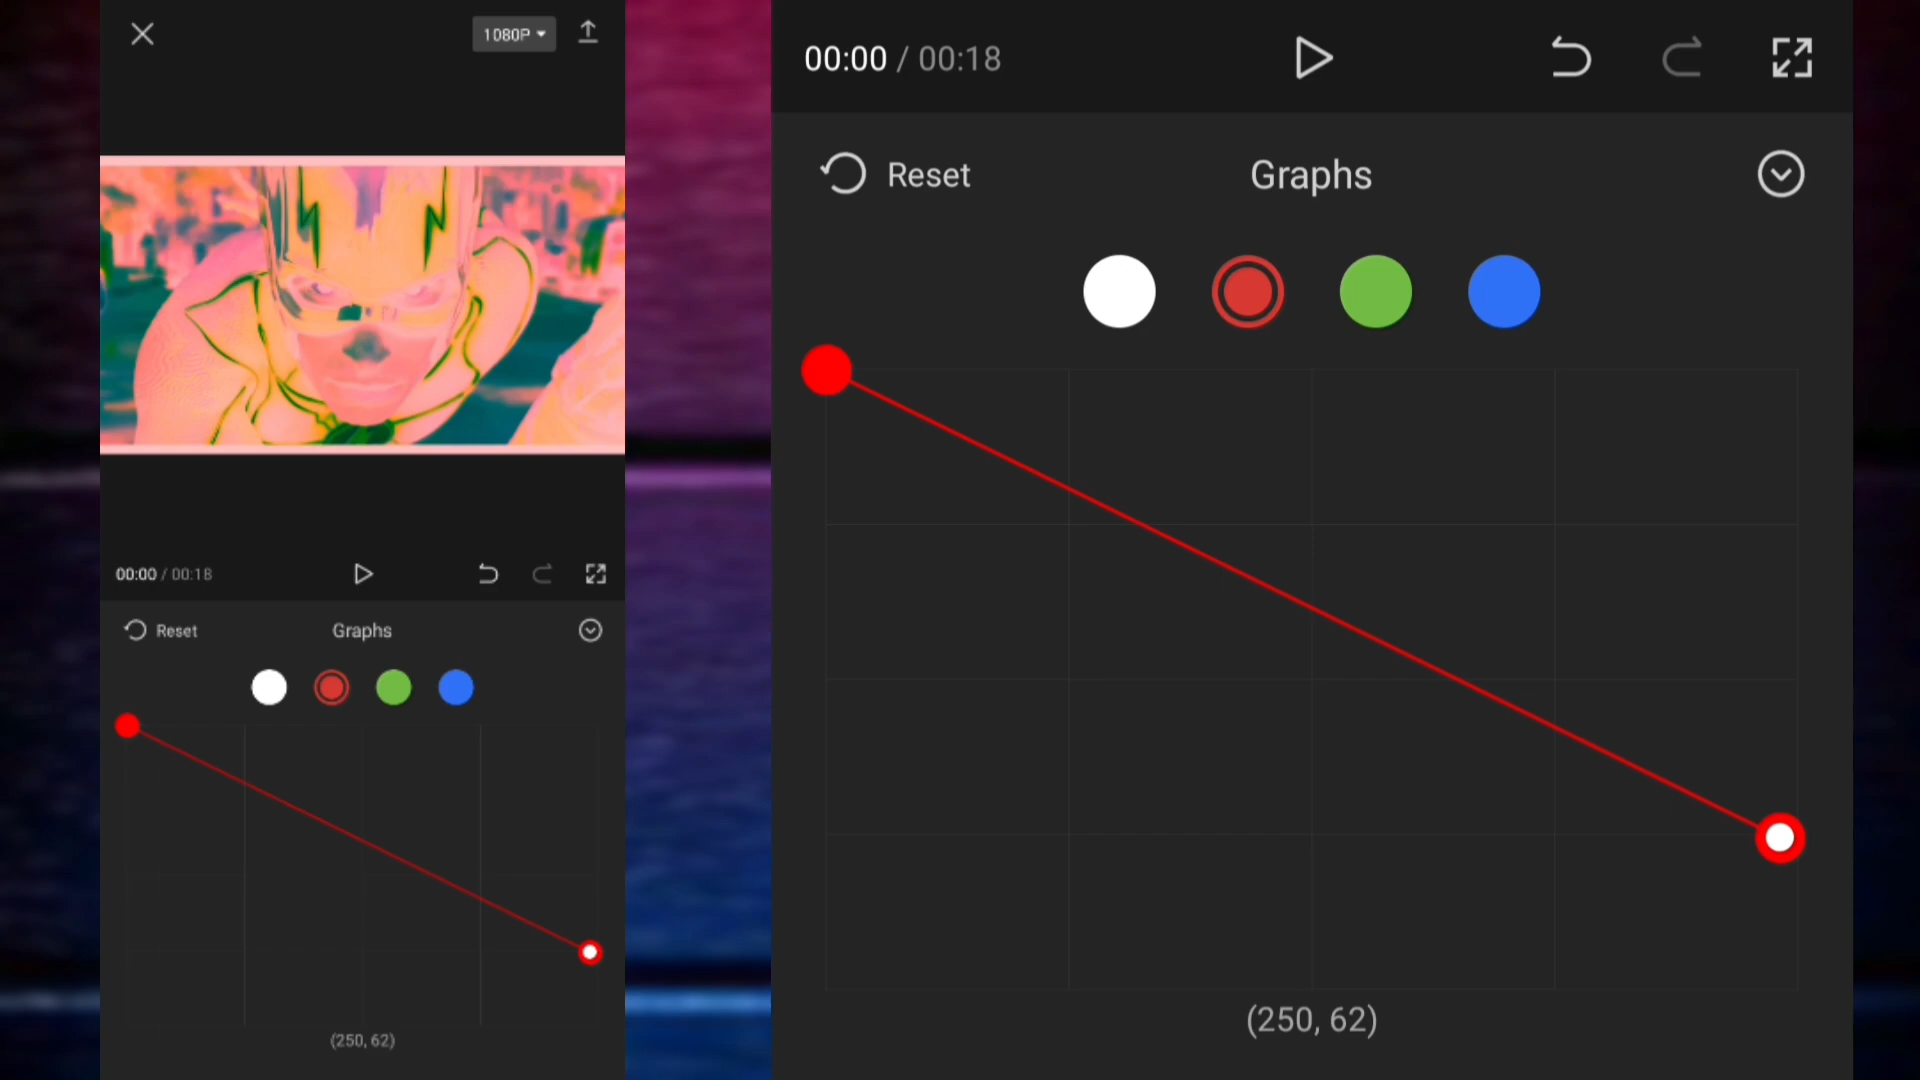 1080P
00:00 / 00:18
Reset
Graphs
(250, 62)
00:00 / 00:18
Reset
Graphs
(250, 62)